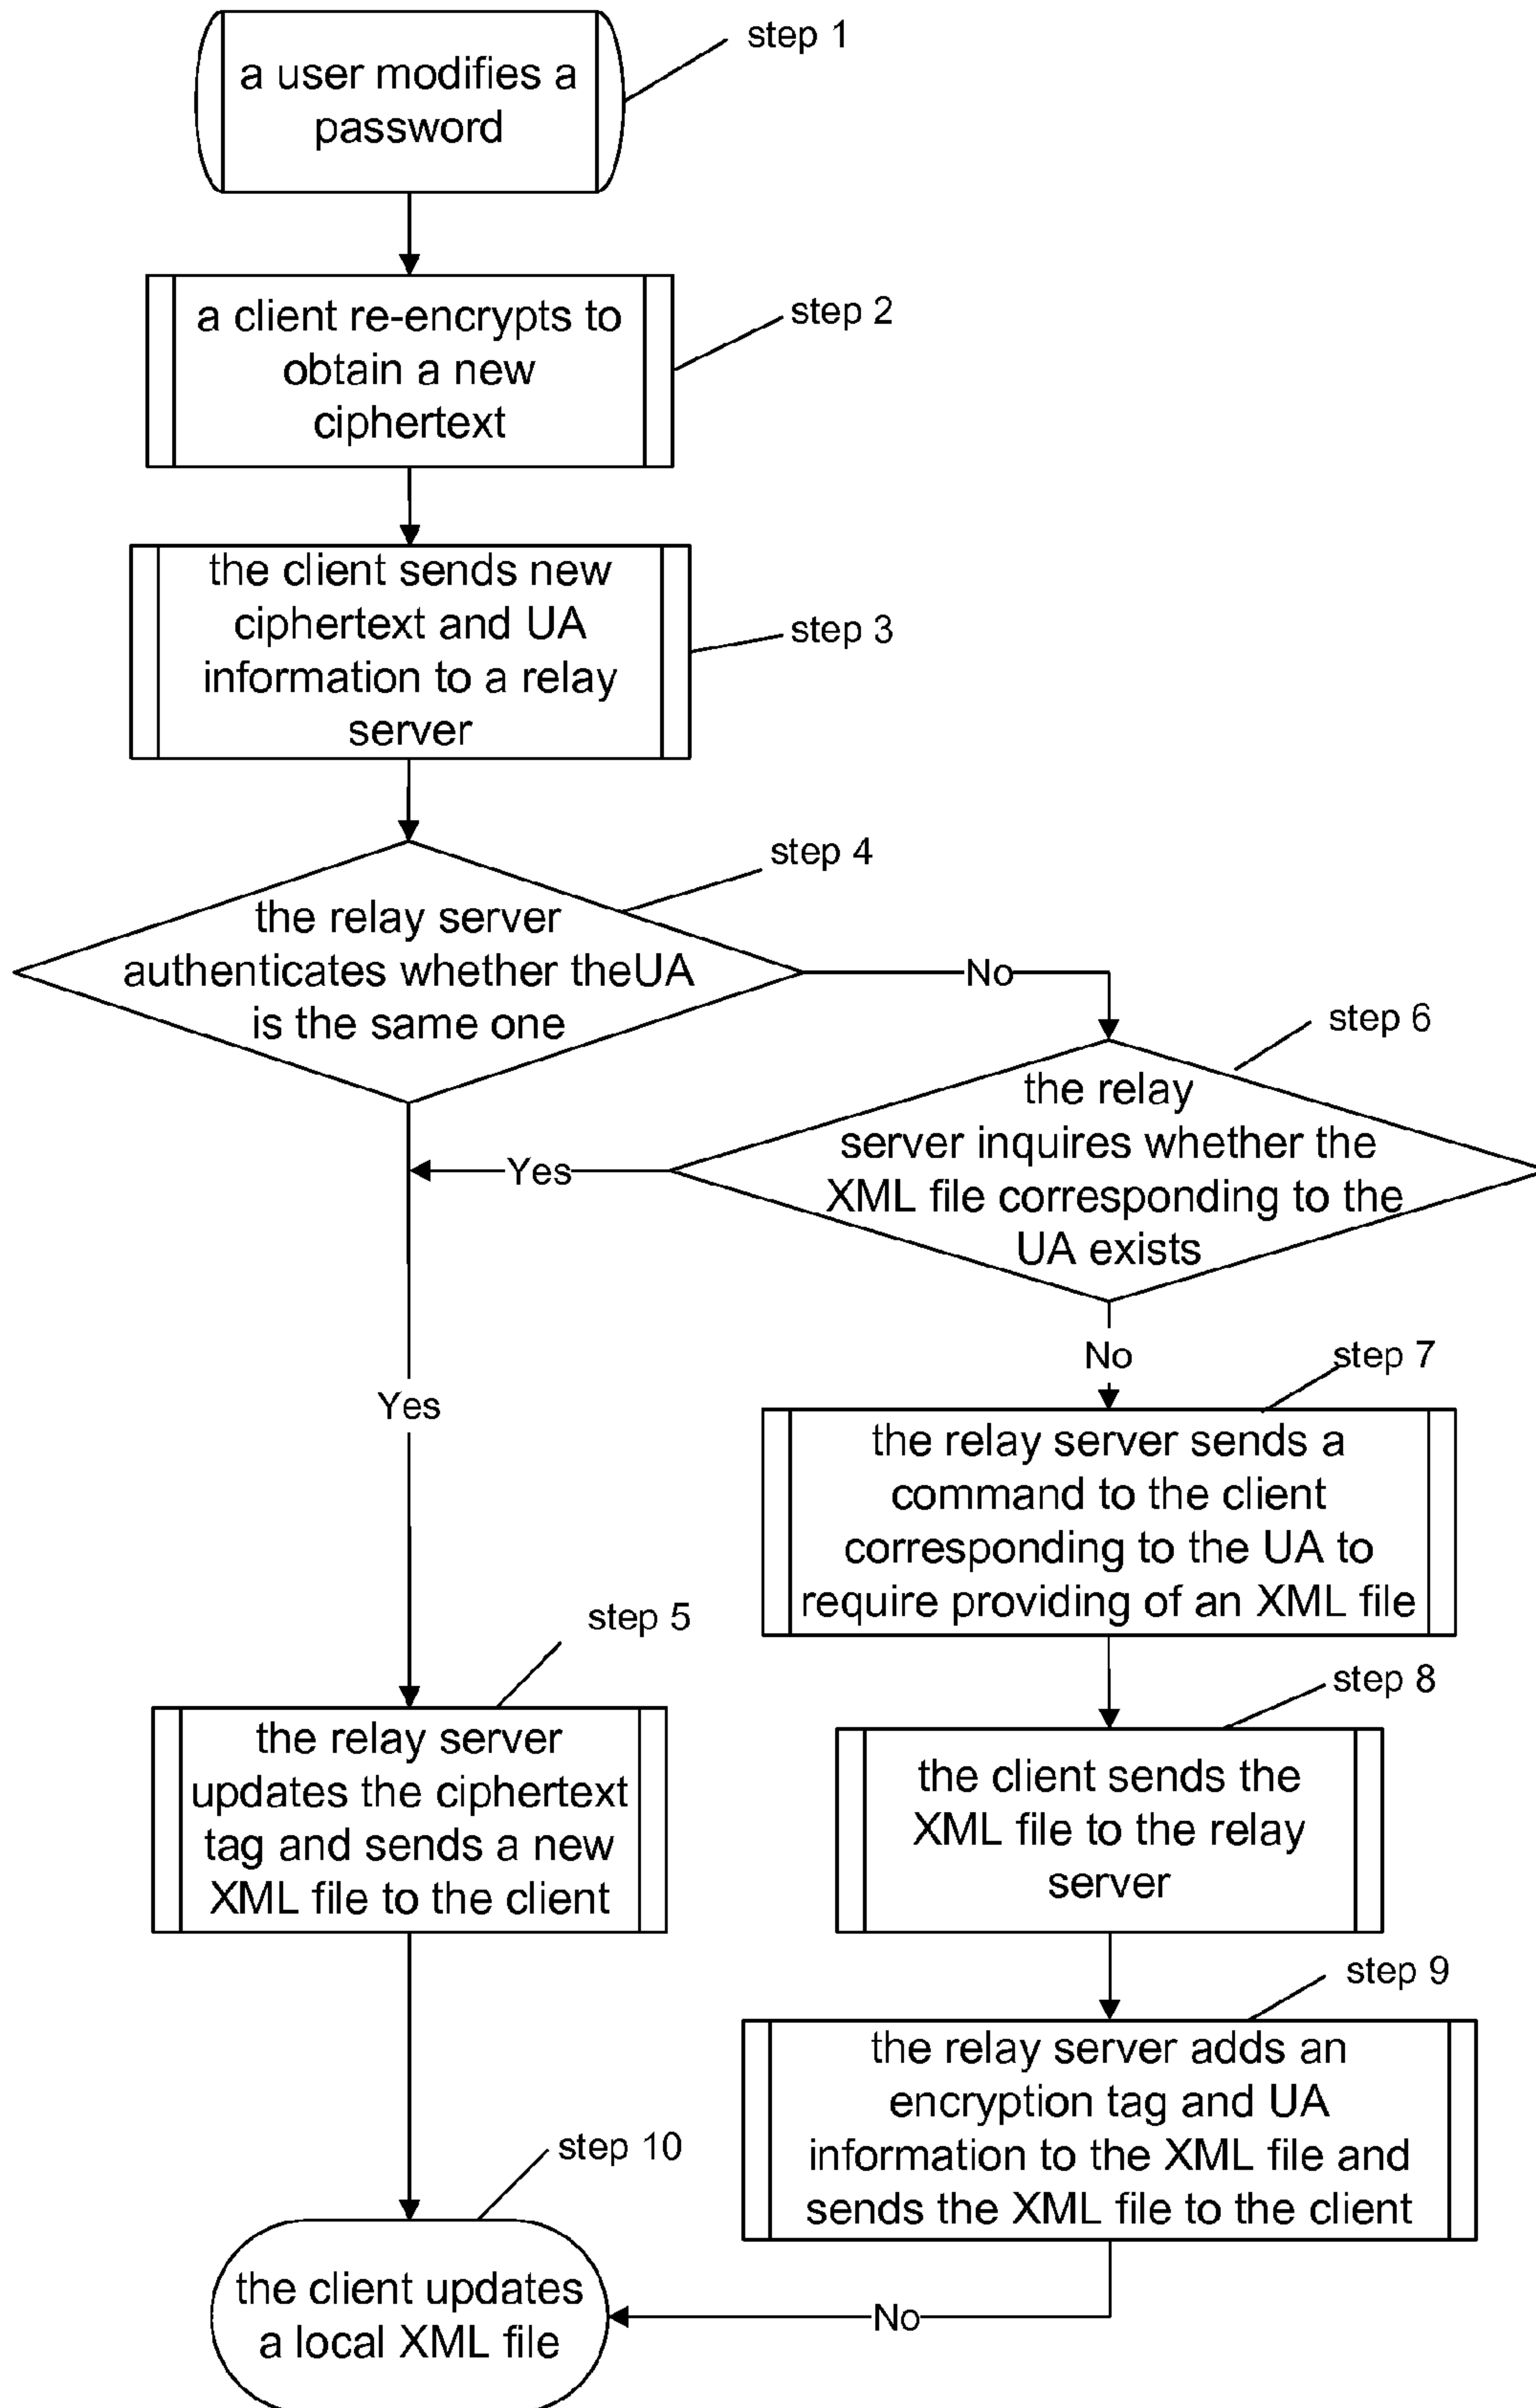 step 1
a user modifies a
password
step 2
a client re-encrypts to
obtain a new
ciphertext
step 3
the client sends new
ciphertext and UA
information to a relay
server
step 4
the relay server
authenticates whether theUA
is the same one
No
step 6
the relay
server inquires whether the
XML file corresponding to the
UA exists
Yes
No
step 7
Yes
the relay server sends a
command to the client
corresponding to the UA to
require providing of an XML file
step 5
the relay server
updates the ciphertext
tag and sends a new
XML file to the client
step 8
the client sends the
XML file to the relay
server
step 9
the relay server adds an
encryption tag and UA
information to the XML file and
sends the XML file to the client
step 10
the client updates
a local XML file
No